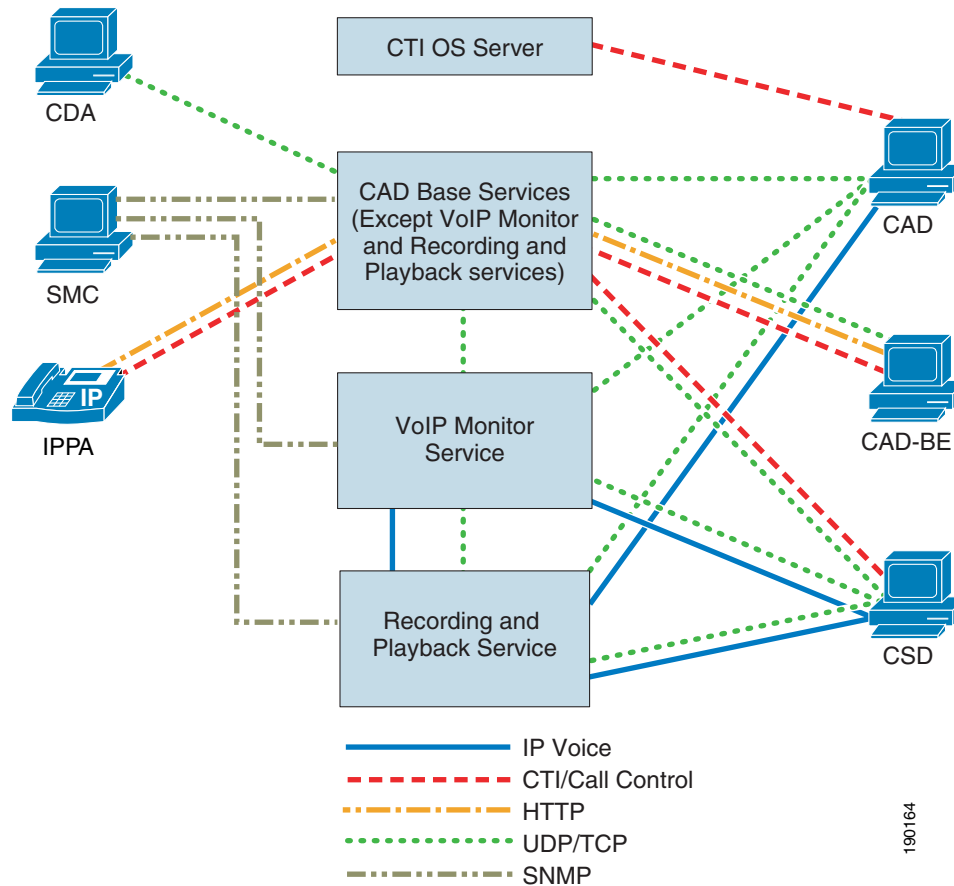 CTI OS Server
CDA
CAD Base Services
(Except VoIP Monitor
and Recording and
Playback services)
CAD
SMC
IP
IPPA
VoIP Monitor
Service
CAD-BE
Recording and
Playback Service
CSD
IP Voice
CTI/Call Control
HTTP
UDP/TCP
SNMP
190164